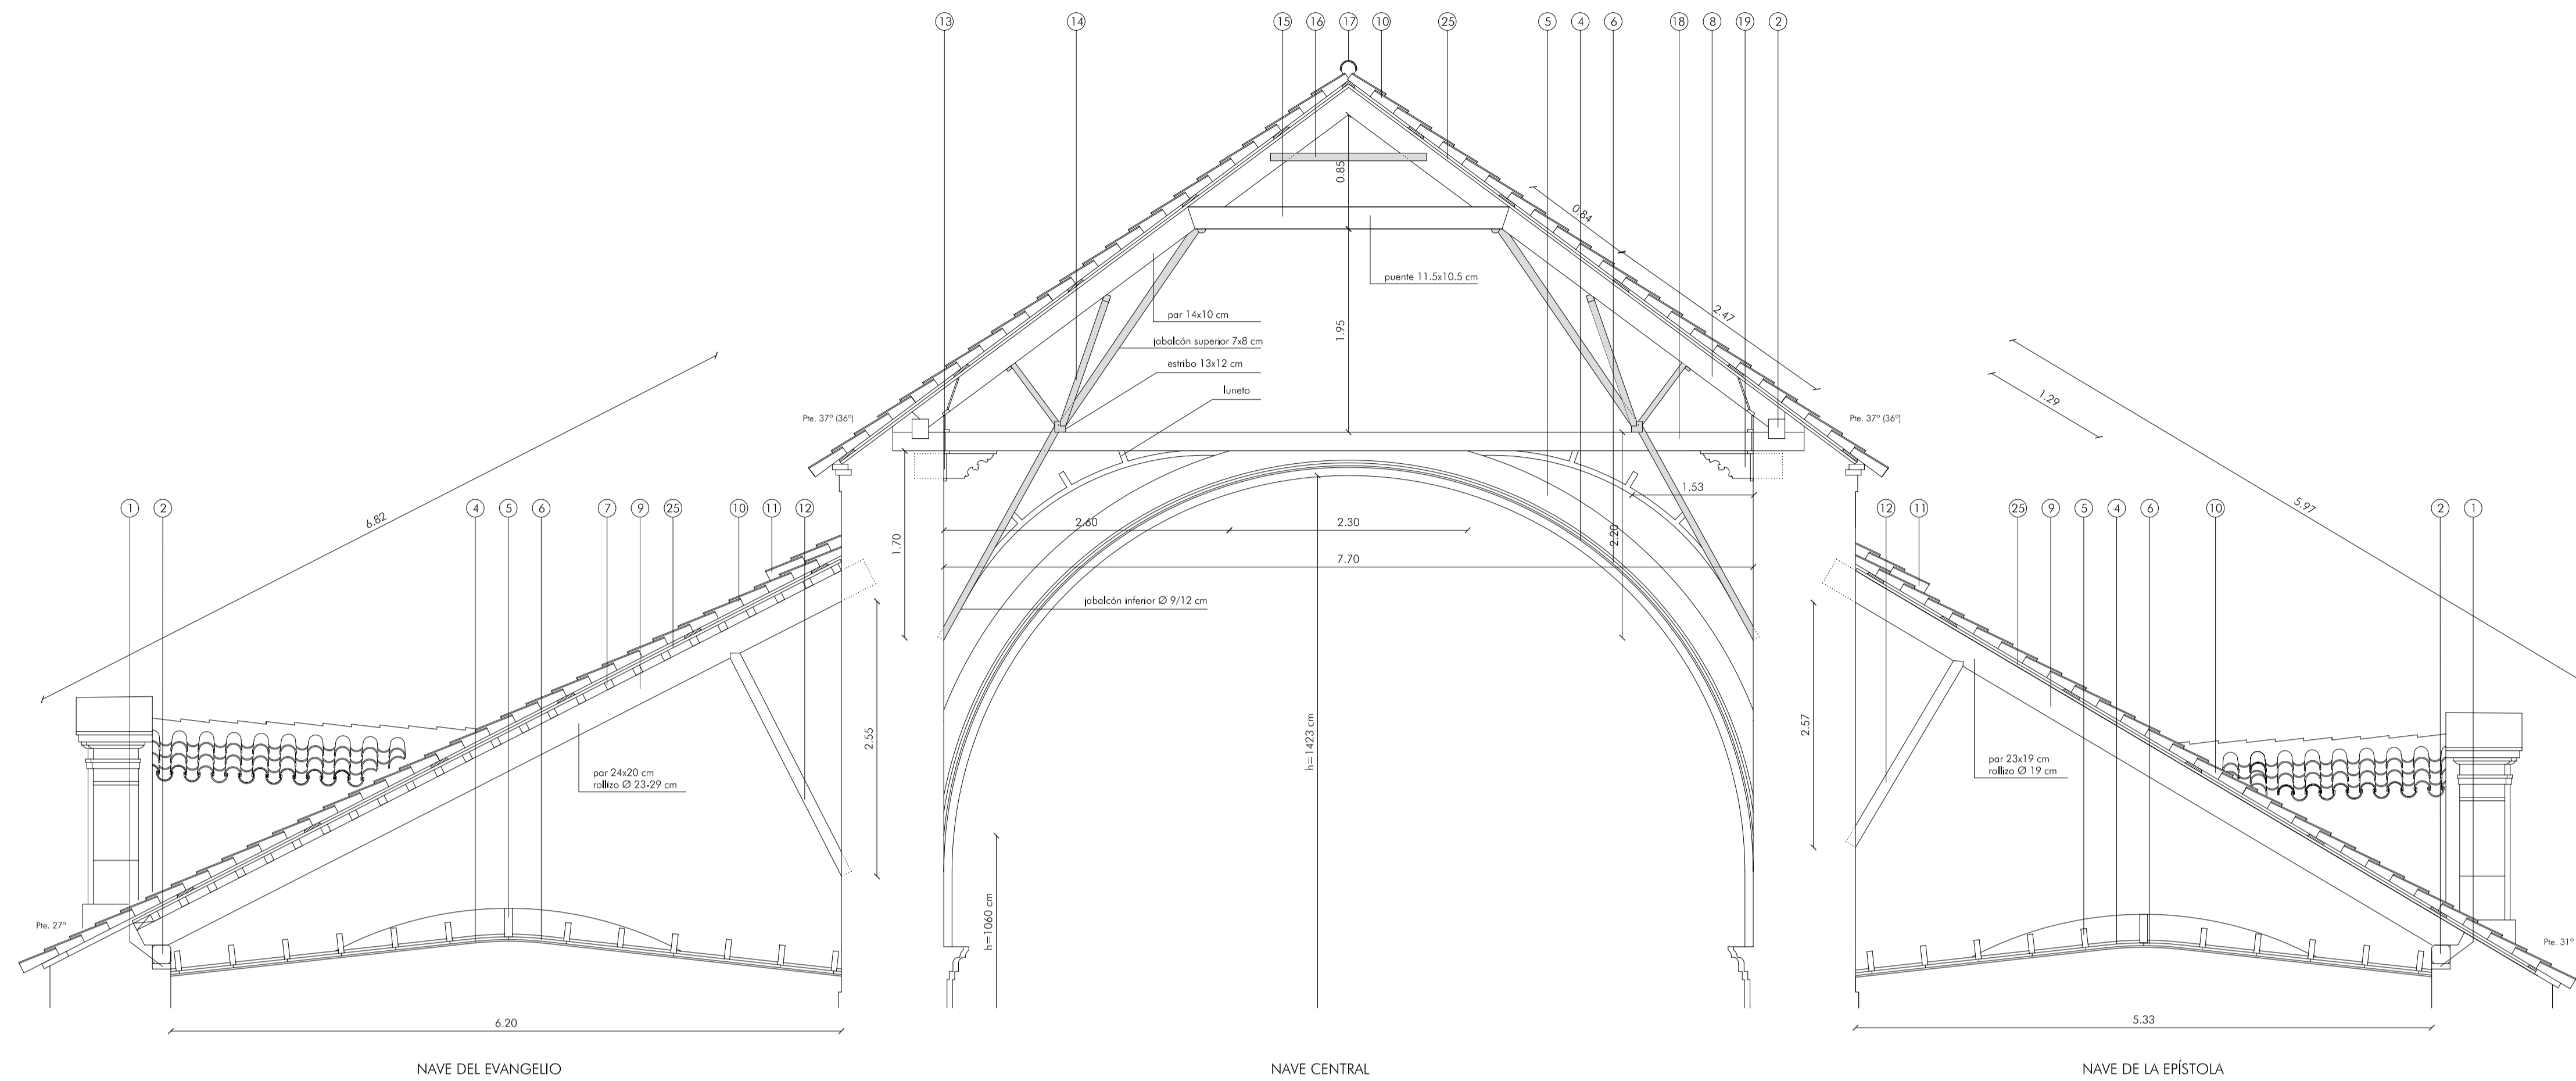 13 14 15 16 17 10 25 5 4 6 18 8 19 2
0.85
0.84
puente 11.5x10.5 cm
2.47
par 14x10 cm
1.95
jabalcón superior 7x8 cm
estribo 13x12 cm
luneto
1.29
Pte. 37º (36º)
Pte. 37º (36º)
6.82
1.53
5.97
1 2 4 5 6 7 9 25 10 11 12
12 11 25 9 5 4 6 10 2 1
2.60
2.30
2.20
1.70
7.70
jabalcón inferior Ø 9/12 cm
2.55
2.57
h=1423 cm
par 24x20 cm
rollizo Ø 23-29 cm
par 23x19 cm
rollizo Ø 19 cm
h=1060 cm
Pte. 27º
Pte. 31º
6.20
5.33
NAVE DEL EVANGELIO
NAVE CENTRAL
NAVE DE LA EPÍSTOLA